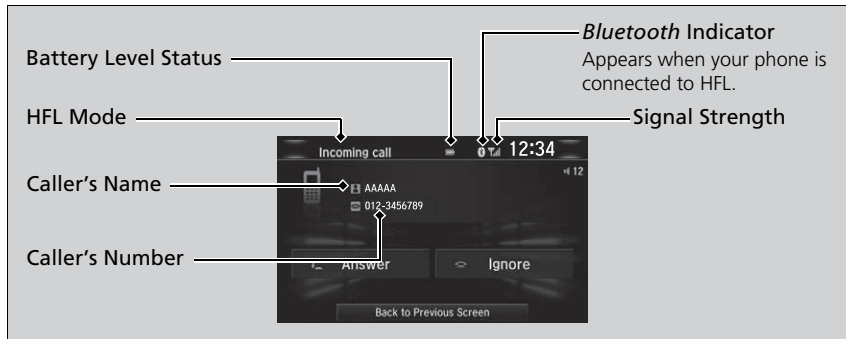 Bluetooth Indicator
Appears when your phone is
connected to HFL.
Battery Level Status
HFL Mode
Signal Strength
Incoming call
12:34
12
Caller's Name
AAAAA
012-3456789
Caller's Number
Answer
Ignore
Back to Previous Screen